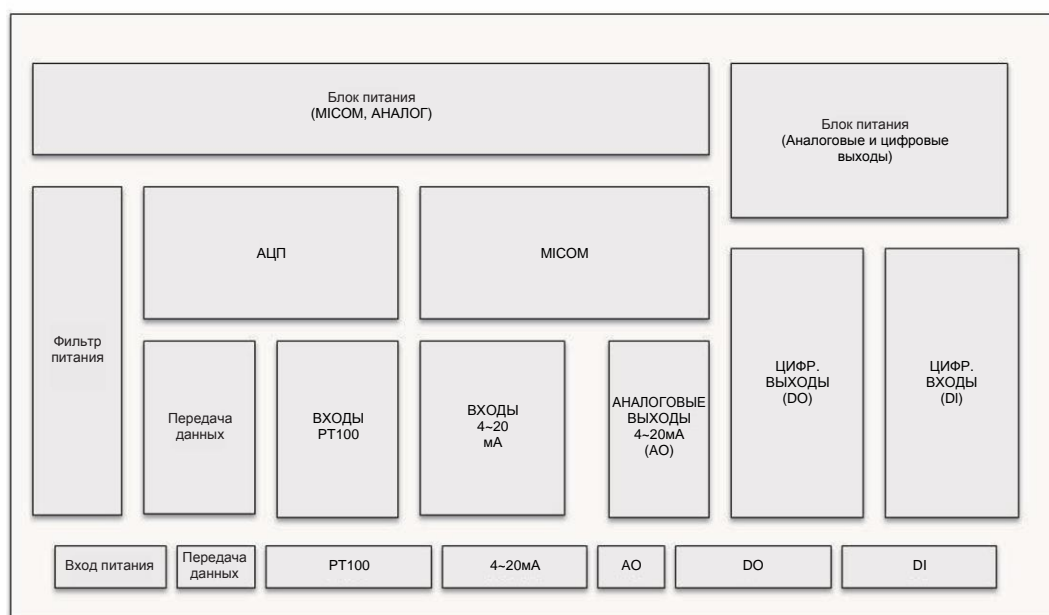 Блок питания
(MICOM, АНАЛОГ)
Блок питания
(Аналоговые и цифровые
выходы)
АЦП
MICOM
Фильтр
питания
Передача
данных
ВХОДЫ
PT100
ВХОДЫ
4~20
мА
АНАЛОГОВЫЕ
ВЫХОДЫ
4~20мА
(AO)
ЦИФР.
ВЫХОДЫ
(DO)
ЦИФР.
ВХОДЫ
(DI)
Вход питания
Передача
данных
PT100
4~20мА
AO
DO
DI